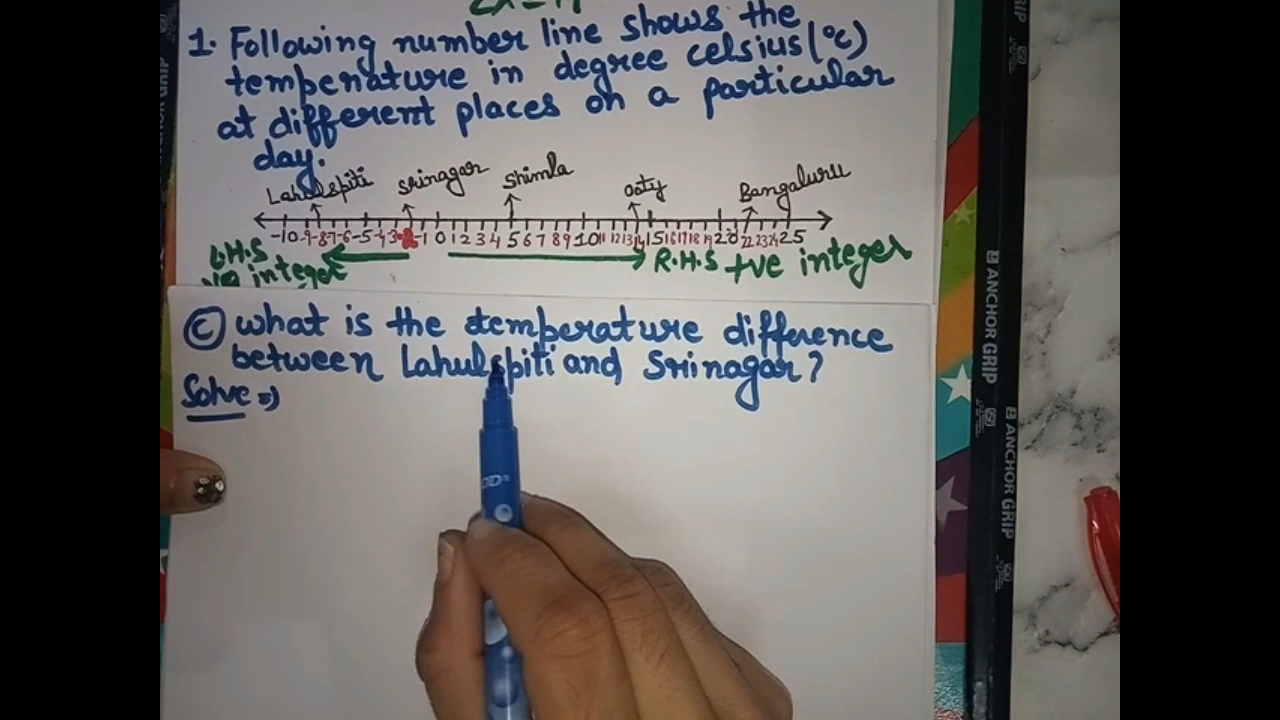 1. Following number line shows the
temperature in degree celsius (°c)
at different places on a particular
day.
Lahulspiti srinagar Shimla Ooty Bangaluru
-10 -9 -8 -7 -6 -5 -4 -3 -1 0 1 2 3 4 5 6 7 8 9 10 11 12 13 14 15 16 17 18 19 20 22 23 24 25
L.H.S R.H.S +ve integer
integer
(C) what is the temperature difference
between Lahulspiti and Srinagar?
Solve =)
ANCHOR GRIP
ANCHOR GRIP